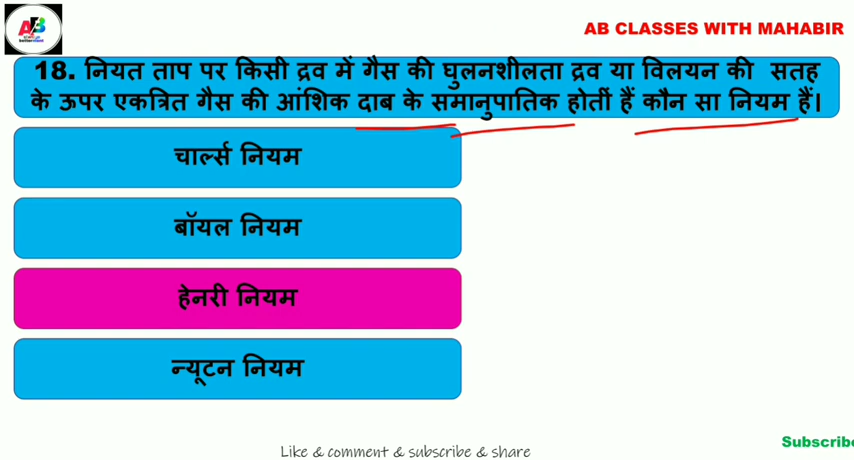 AB CLASSES WITH MAHABIR
18. नियत ताप पर किसी द्रव में गैस की घुलनशीलता द्रव या विलयन की सतह
के ऊपर एकत्रित गैस की आंशिक दाब के समानुपातिक होतीं हैं कौन सा नियम हैं।
चार्ल्स नियम
बॉयल नियम
हेनरी नियम
न्यूटन नियम
Like & comment & subscribe & share
Subscribe